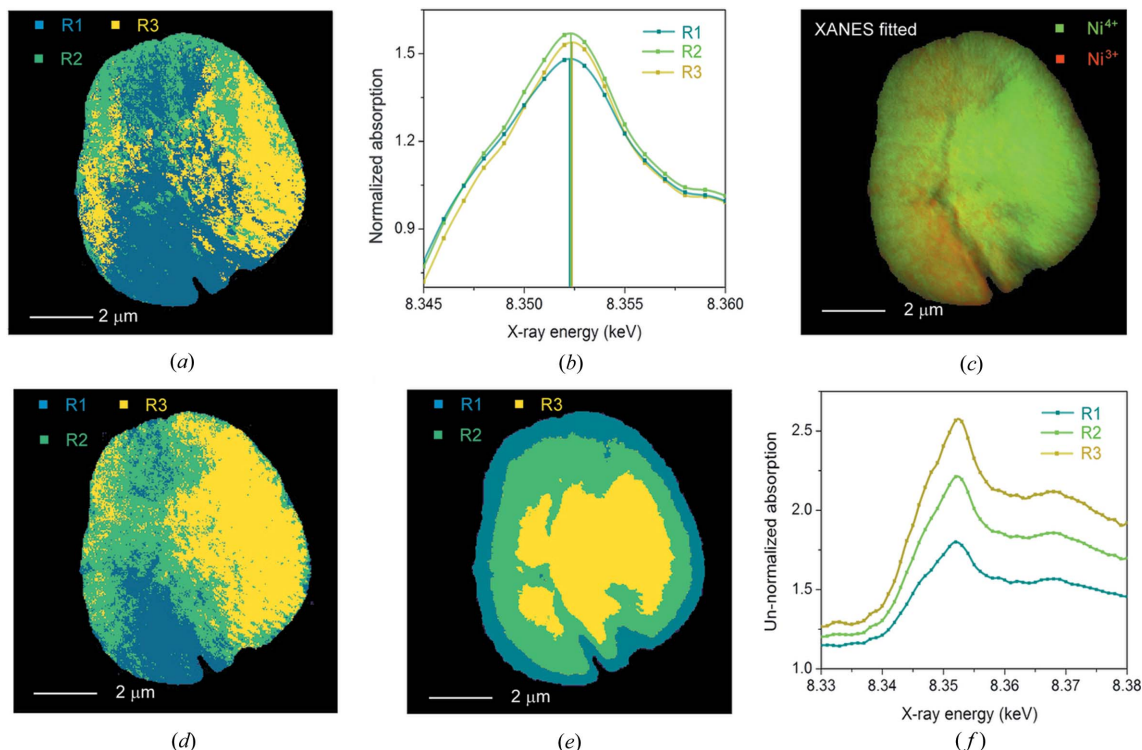 R1 R3
R2
2 μm
(a)
Normalized absorption
1.5
1.2
0.9
8.345 8.350 8.355 8.360
X-ray energy (keV)
R1
R2
R3
(b)
XANES fitted
Ni⁴⁺
Ni³⁺
2 μm
(c)
R1 R3
R2
2 μm
(d)
R1 R3
R2
2 μm
(e)
Un-normalized absorption
2.5
2.0
1.5
1.0
8.33 8.34 8.35 8.36 8.37 8.38
X-ray energy (keV)
R1
R2
R3
(f)